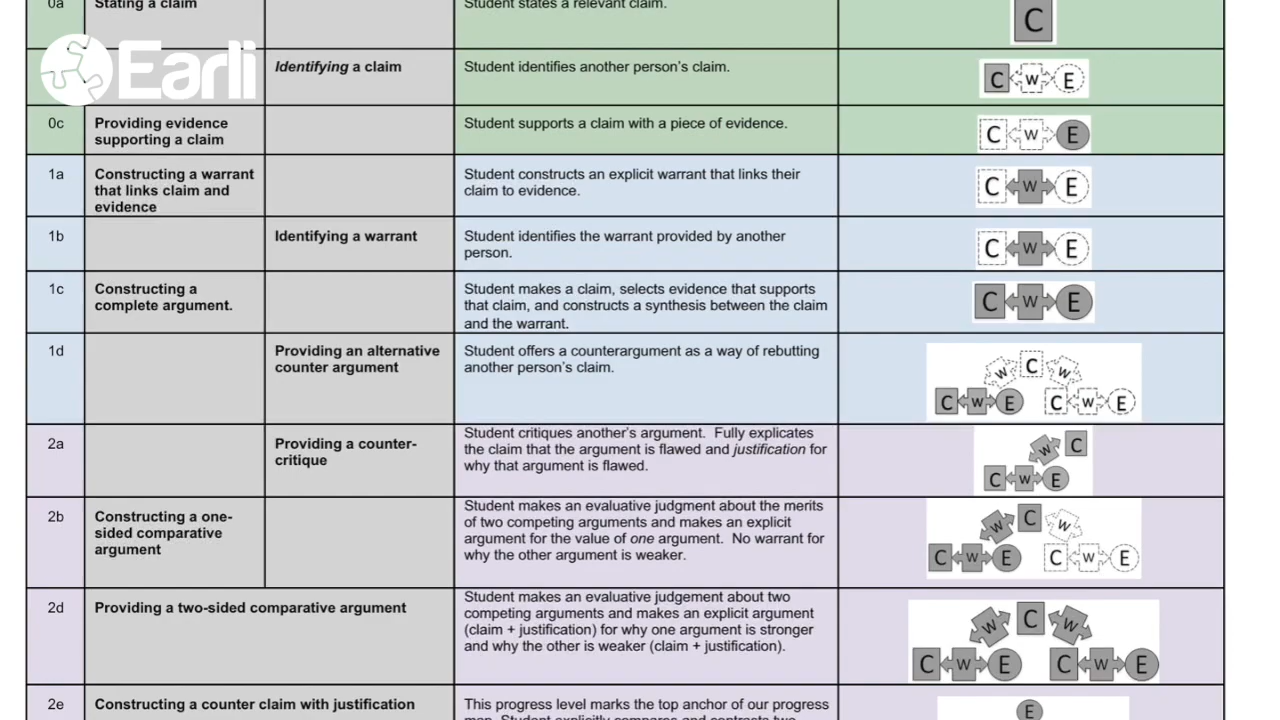 0a
Stating a claim
Student states a relevant claim.
C
Earli
Identifying a claim
Student identifies another person's claim.
C W E
0c
Providing evidence
supporting a claim
Student supports a claim with a piece of evidence.
C W E
1a
Constructing a warrant
that links claim and
evidence
Student constructs an explicit warrant that links their
claim to evidence.
C W E
1b
Identifying a warrant
Student identifies the warrant provided by another
person.
C W E
1c
Constructing a
complete argument.
Student makes a claim, selects evidence that supports
that claim, and constructs a synthesis between the claim
and the warrant.
C W E
1d
Providing an alternative
counter argument
Student offers a counterargument as a way of rebutting
another person's claim.
W C W
C W E C W E
2a
Providing a counter-
critique
Student critiques another's argument. Fully explicates
the claim that the argument is flawed and justification for
why that argument is flawed.
W C
C W E
2b
Constructing a one-
sided comparative
argument
Student makes an evaluative judgment about the merits
of two competing arguments and makes an explicit
argument for the value of one argument. No warrant for
why the other argument is weaker.
W C W
C W E C W E
2d
Providing a two-sided comparative argument
Student makes an evaluative judgement about two
competing arguments and makes an explicit argument
(claim + justification) for why one argument is stronger
and why the other is weaker (claim + justification).
W C W
C W E C W E
2e
Constructing a counter claim with justification
This progress level marks the top anchor of our progress
map. Student explicitly compares and contrasts two
E